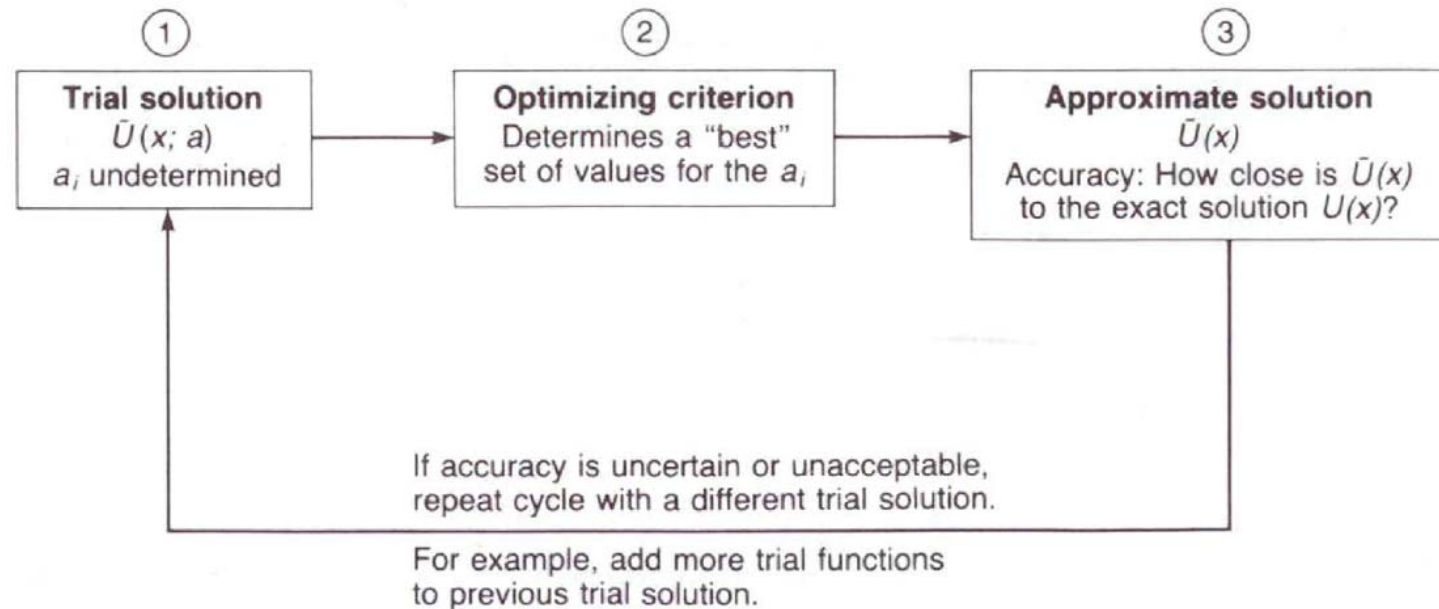 ①
Trial solution
Ũ(x; a)
aᵢ undetermined
②
Optimizing criterion
Determines a “best”
set of values for the aᵢ
③
Approximate solution
Ũ(x)
Accuracy: How close is Ũ(x)
to the exact solution U(x)?
If accuracy is uncertain or unacceptable,
repeat cycle with a different trial solution.
For example, add more trial functions
to previous trial solution.